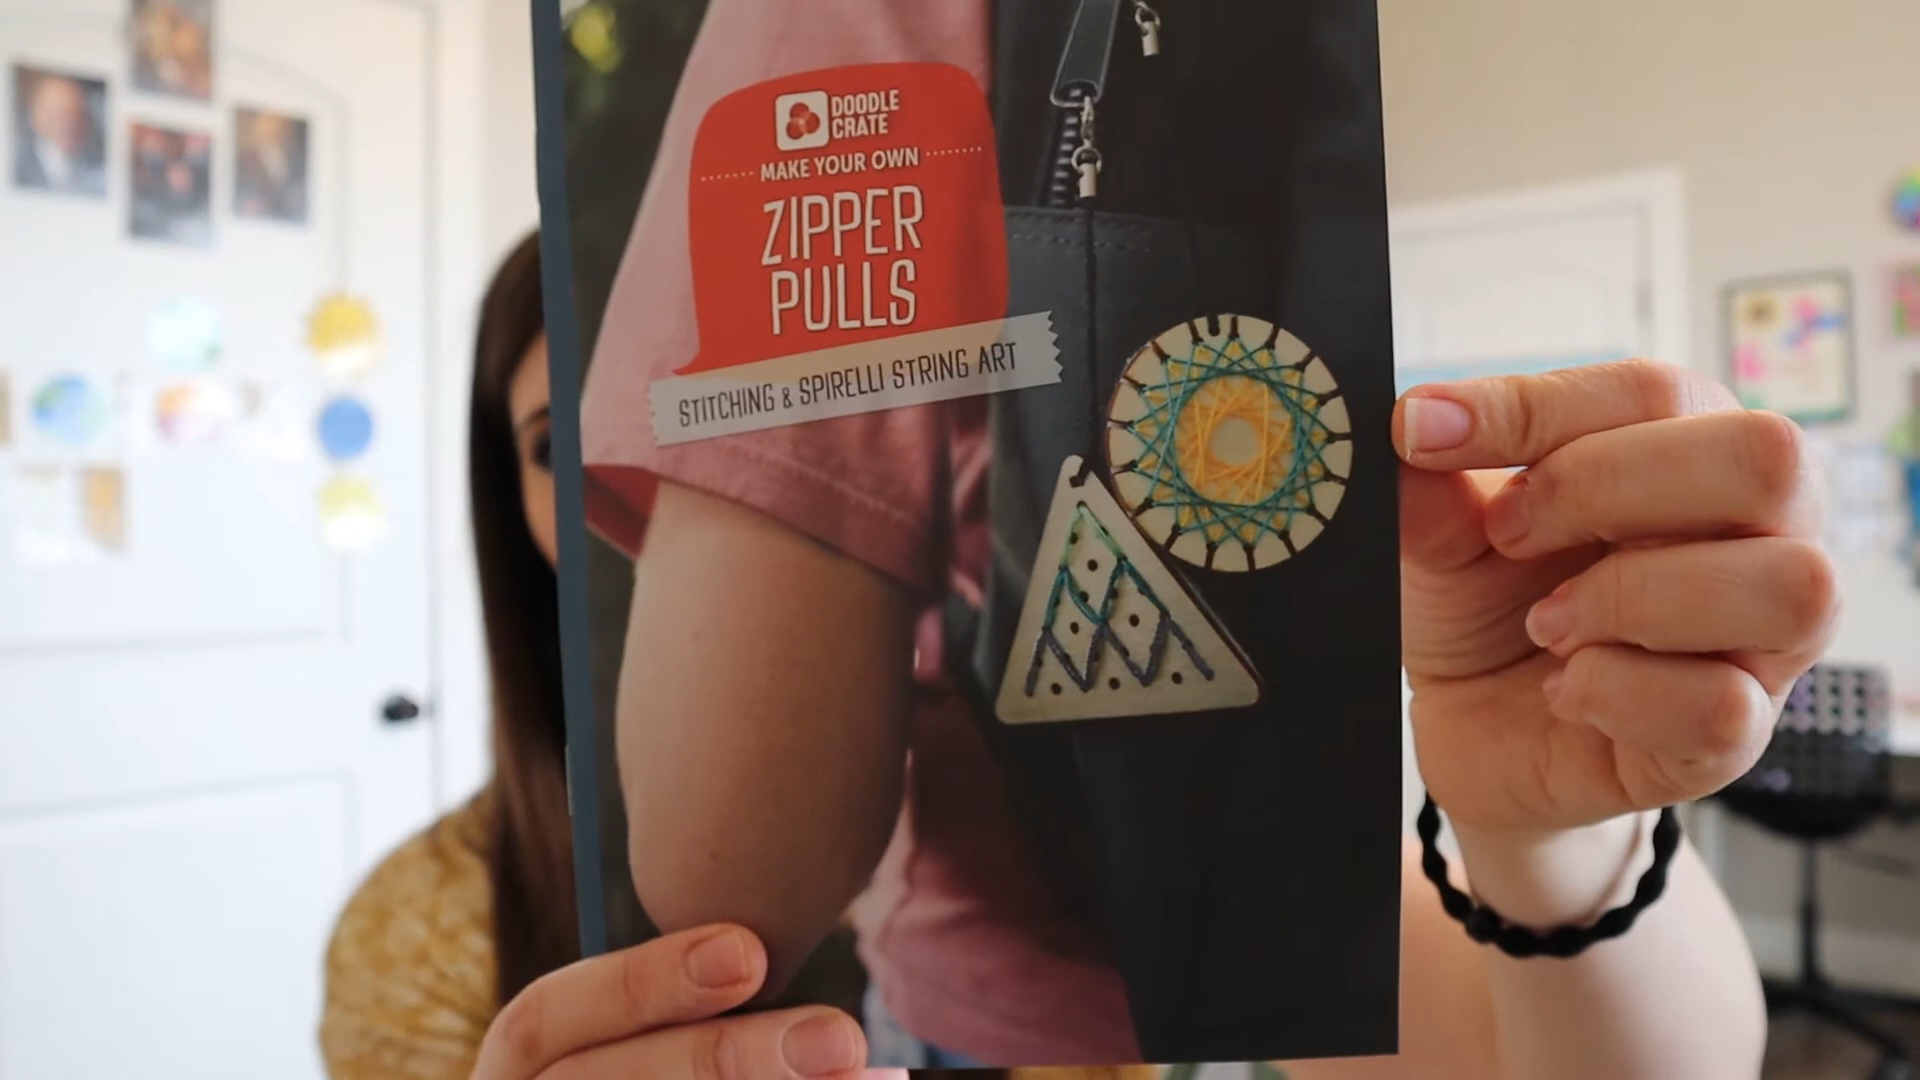 DOODLE
CRATE
MAKE YOUR OWN
ZIPPER
PULLS
STITCHING & SPIRELLI STRING ART